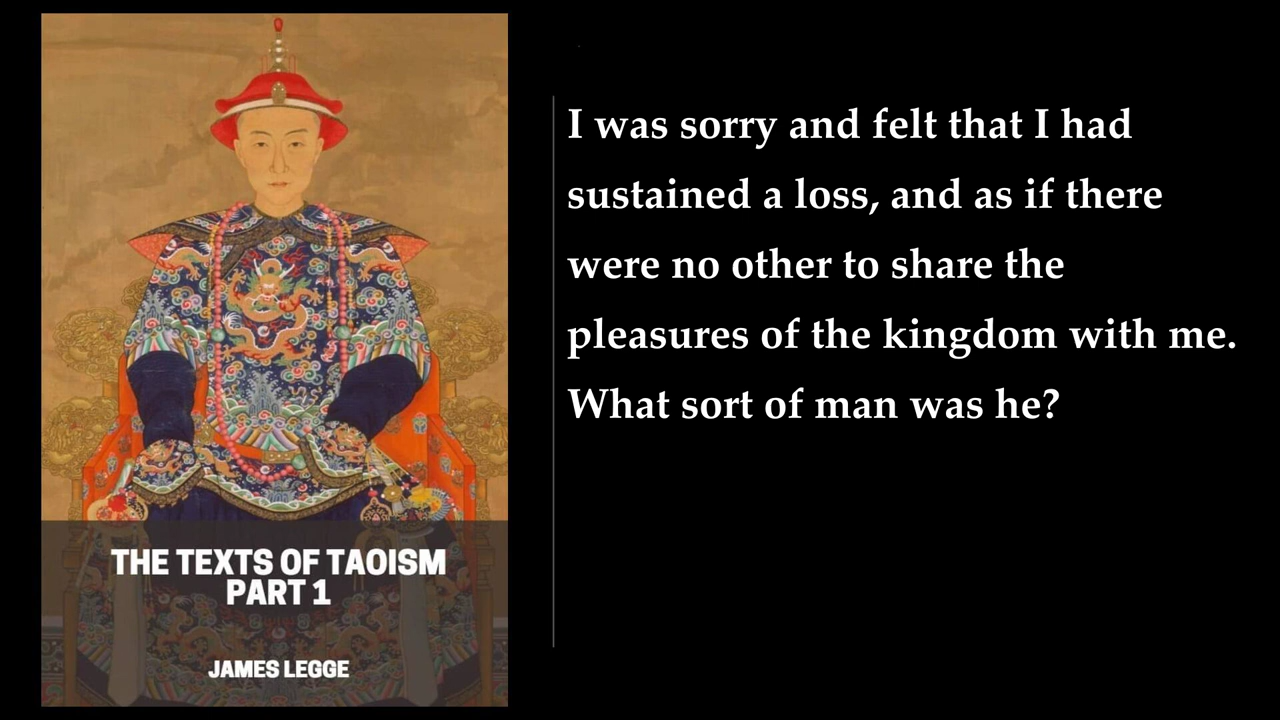 THE TEXTS OF TAOISM
PART 1
JAMES LEGGE
I was sorry and felt that I had
sustained a loss, and as if there
were no other to share the
pleasures of the kingdom with me.
What sort of man was he?